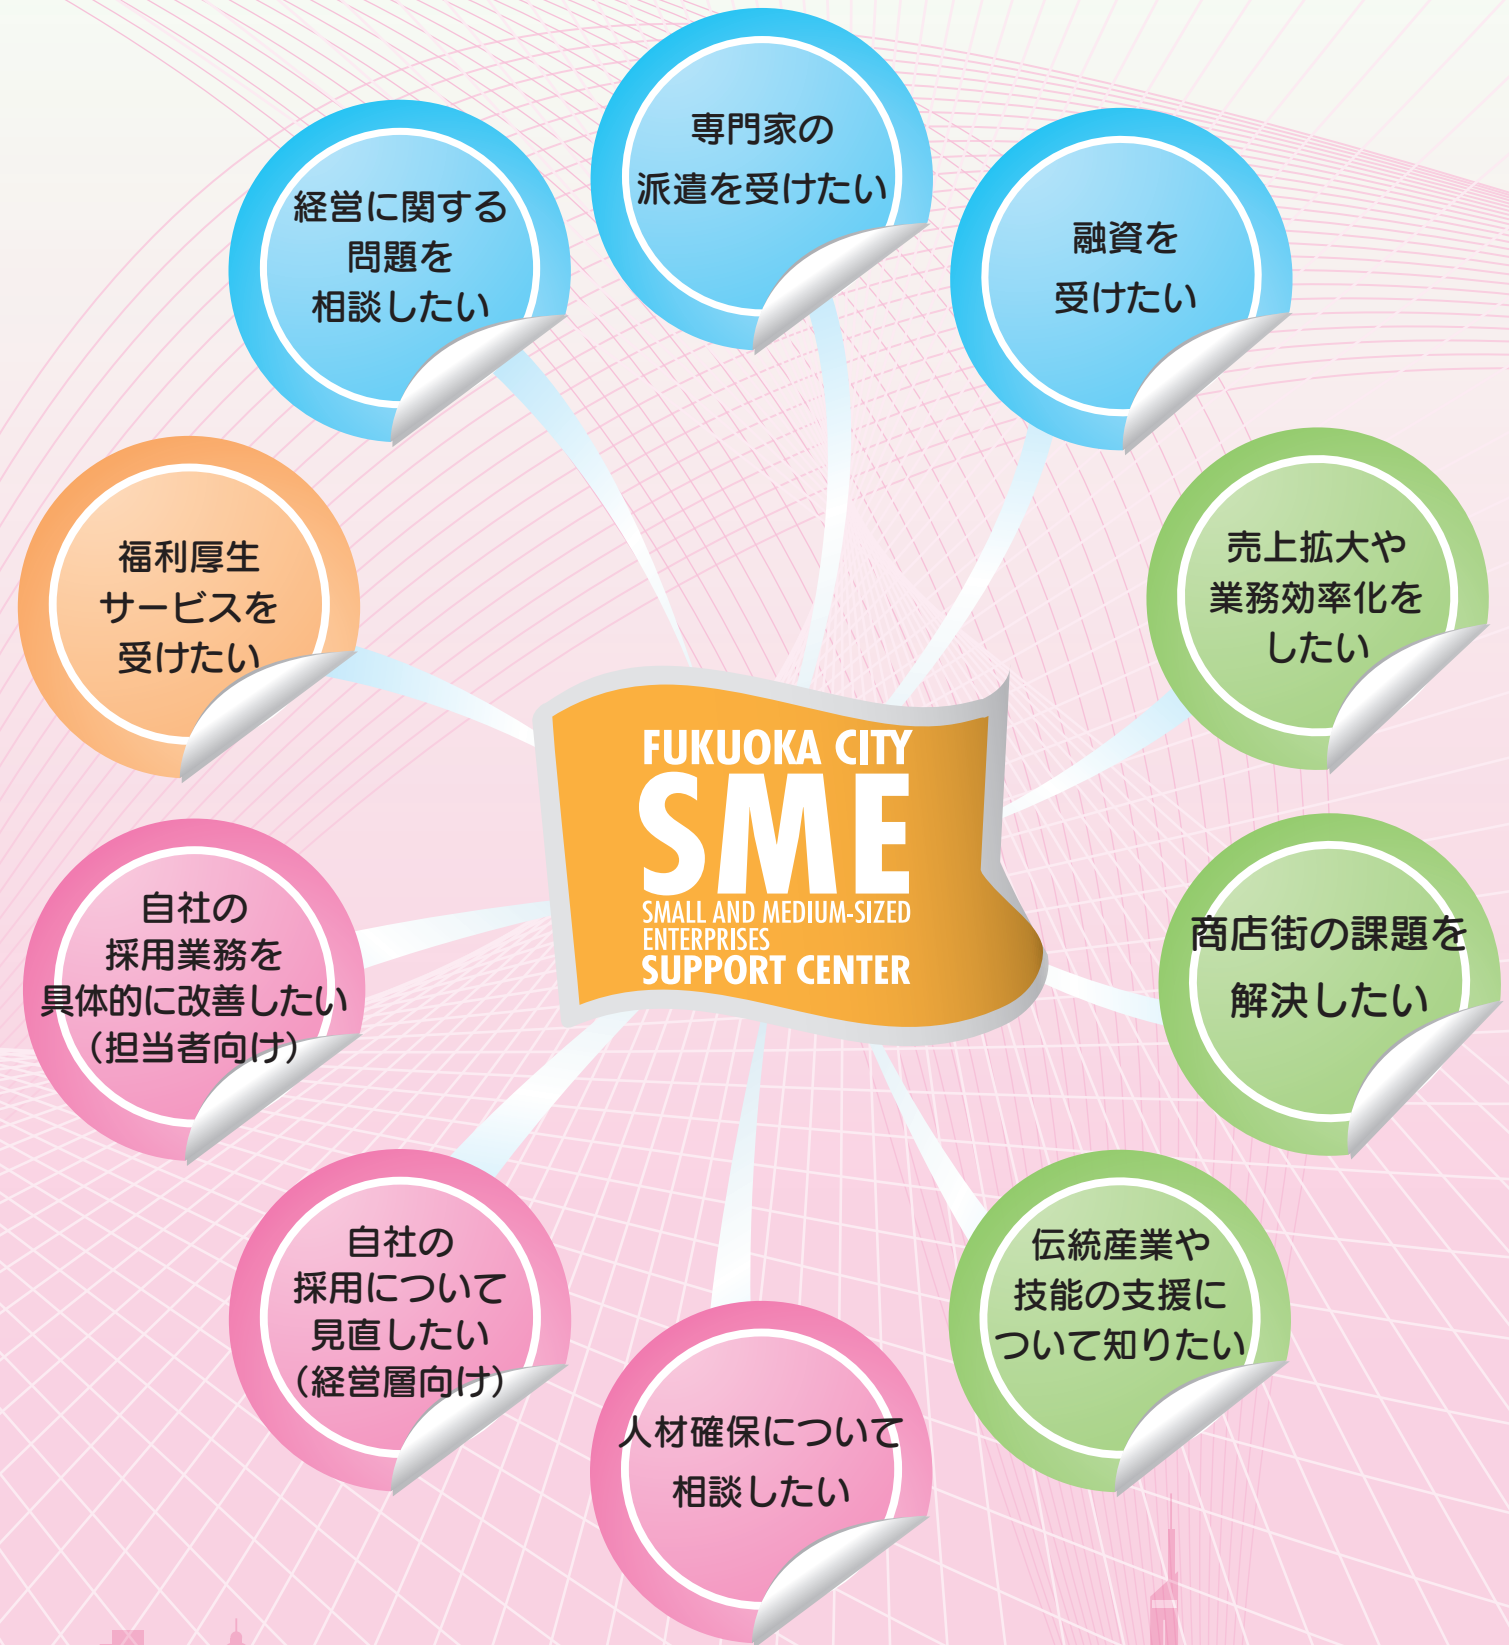 専門家の
派遣を受けたい
経営に関する
問題を
相談したい
融資を
受けたい
福利厚生
サービスを
受けたい
売上拡大や
業務効率化を
したい
FUKUOKA CITY
SME
SMALL AND MEDIUM-SIZED
ENTERPRISES
SUPPORT CENTER
自社の
採用業務を
具体的に改善したい
（担当者向け）
商店街の課題を
解決したい
自社の
採用について
見直したい
（経営層向け）
伝統産業や
技能の支援に
ついて知りたい
人材確保について
相談したい